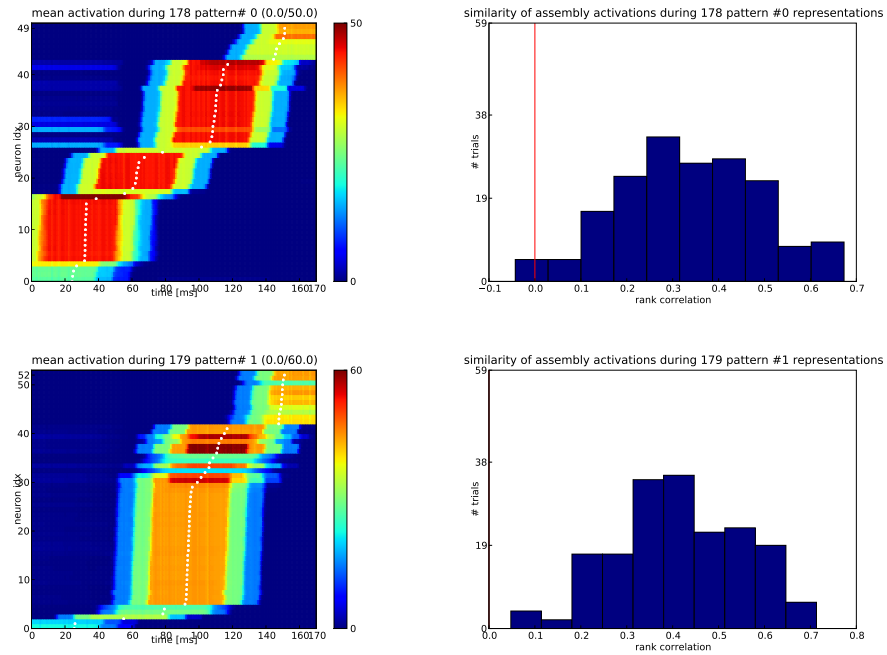 mean activation during 178 pattern# 0 (0.0/50.0)
49
40
30
20
10
0
neuron idx
0 20 40 60 80 100 120 140 160 170
time [ms]
50
0
similarity of assembly activations during 178 pattern #0 representations
59
38
19
0
# trials
−0.1 0.0 0.1 0.2 0.3 0.4 0.5 0.6 0.7
rank correlation
mean activation during 179 pattern# 1 (0.0/60.0)
52
50
40
30
20
10
0
neuron idx
0 20 40 60 80 100 120 140 160 170
time [ms]
60
0
similarity of assembly activations during 179 pattern #1 representations
59
38
19
0
# trials
0.0 0.1 0.2 0.3 0.4 0.5 0.6 0.7 0.8
rank correlation